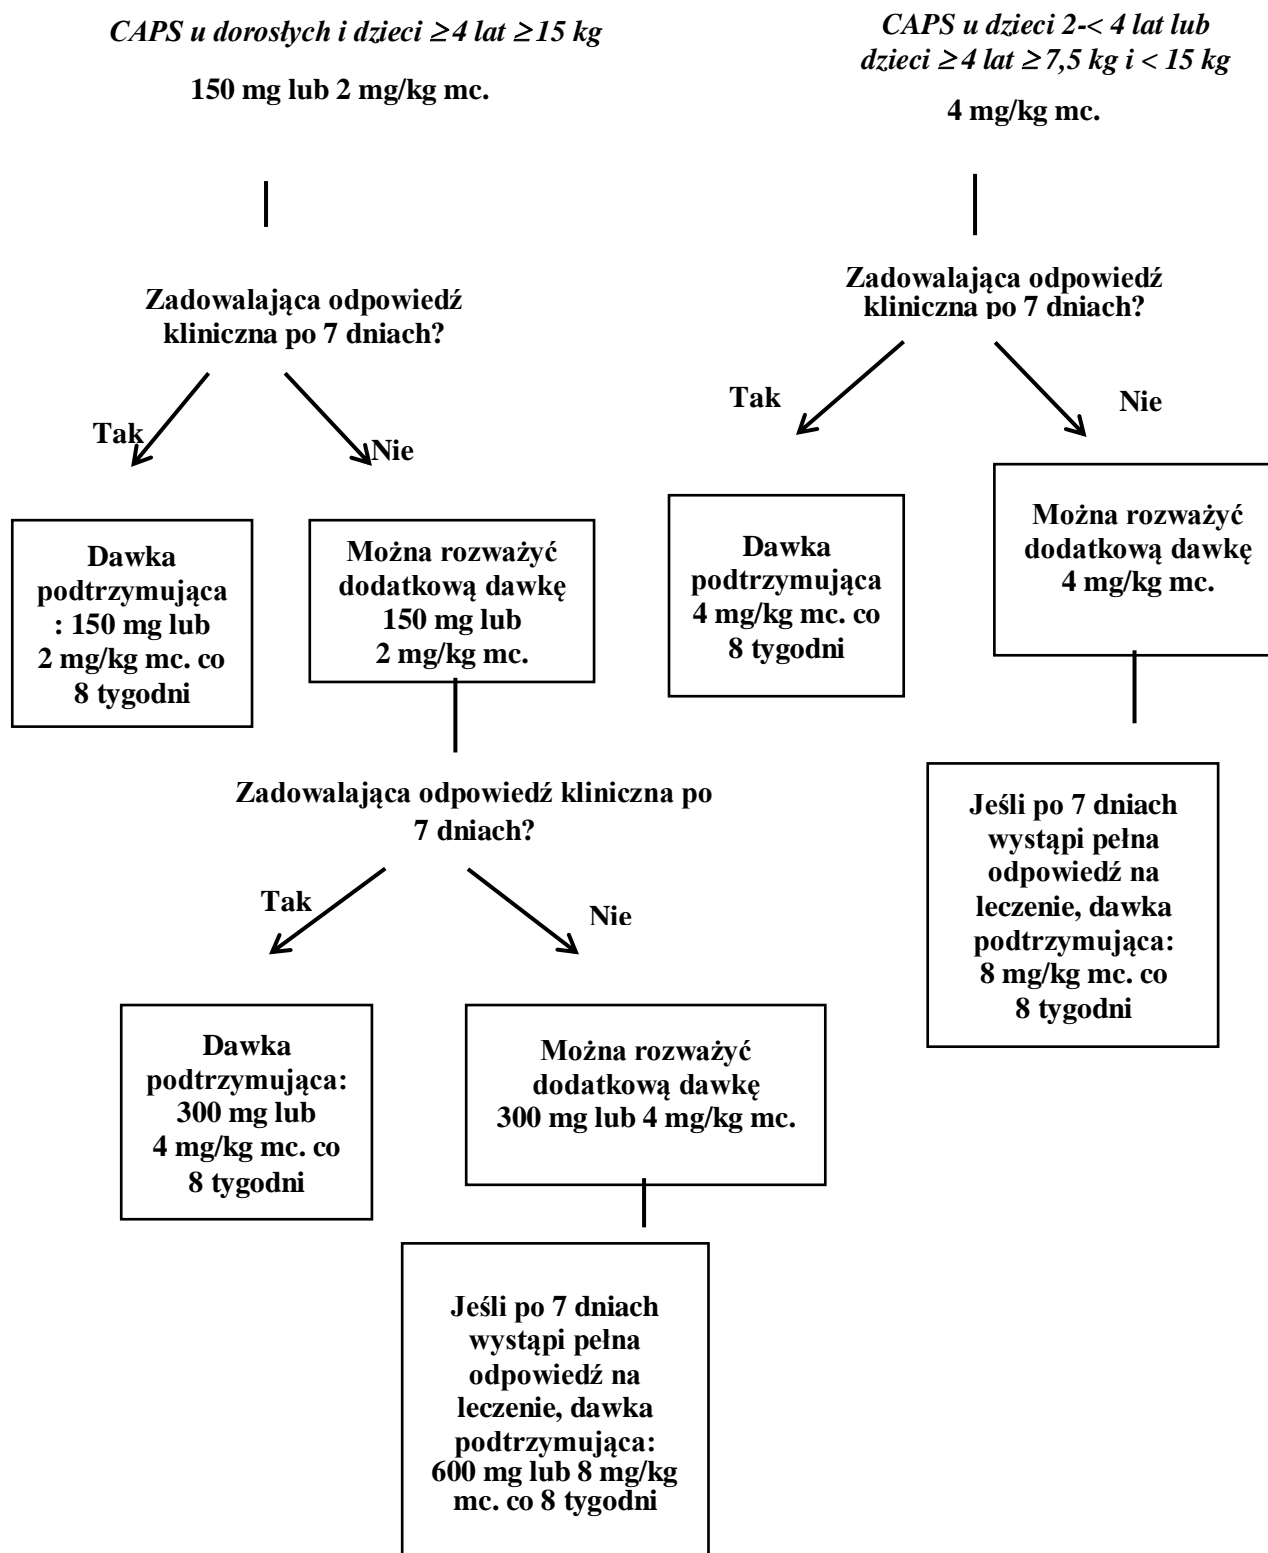 CAPS u dorosłych i dzieci ≥4 lat ≥15 kg
150 mg lub 2 mg/kg mc.
Zadowalająca odpowiedź
kliniczna po 7 dniach?
Tak
Nie
Dawka
podtrzymująca
: 150 mg lub
2 mg/kg mc. co
8 tygodni
Można rozważyć
dodatkową dawkę
150 mg lub
2 mg/kg mc.
Zadowalająca odpowiedź kliniczna po
7 dniach?
Tak
Nie
Dawka
podtrzymująca:
300 mg lub
4 mg/kg mc. co
8 tygodni
Można rozważyć
dodatkową dawkę
300 mg lub 4 mg/kg mc.
Jeśli po 7 dniach
wystąpi pełna
odpowiedź na
leczenie, dawka
podtrzymująca:
600 mg lub 8 mg/kg
mc. co 8 tygodni
CAPS u dzieci 2-< 4 lat lub
dzieci ≥4 lat ≥7,5 kg i < 15 kg
4 mg/kg mc.
Zadowalająca odpowiedź
kliniczna po 7 dniach?
Tak
Nie
Dawka
podtrzymująca
4 mg/kg mc. co
8 tygodni
Można rozważyć
dodatkową dawkę
4 mg/kg mc.
Jeśli po 7 dniach
wystąpi pełna
odpowiedź na
leczenie, dawka
podtrzymująca:
8 mg/kg mc. co
8 tygodni